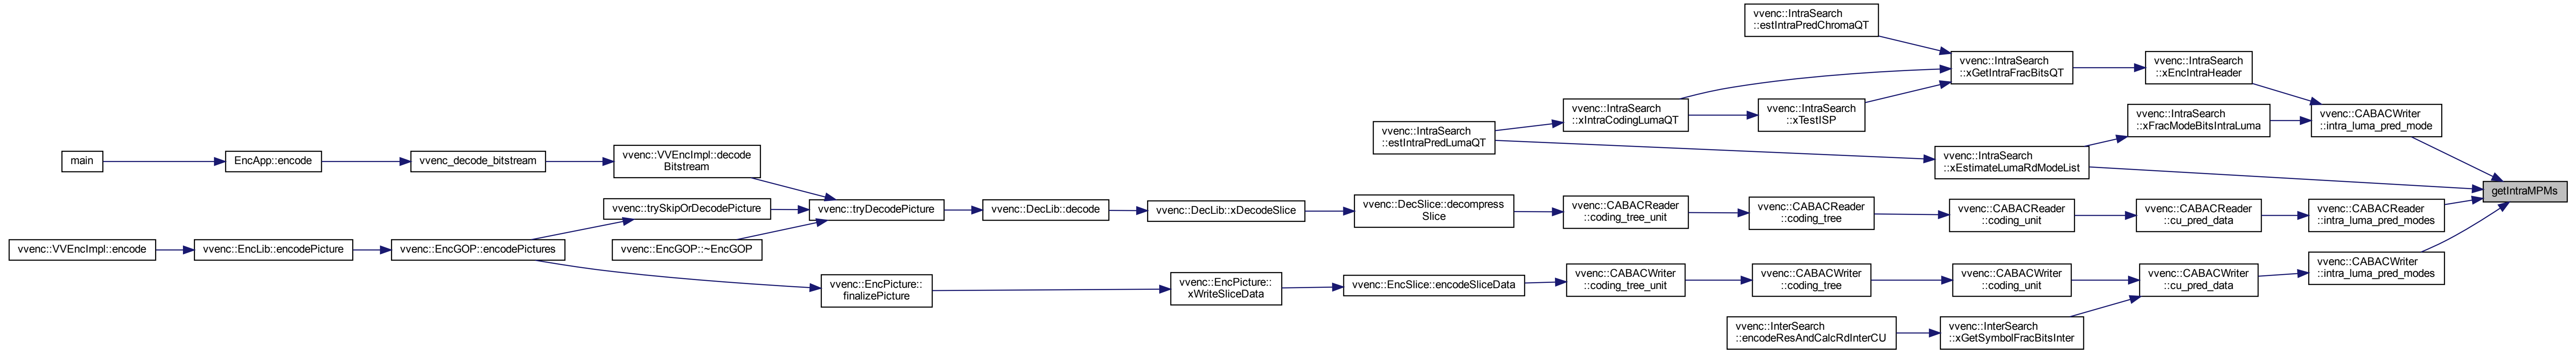 vvenc::IntraSearch
::estIntraPredChromaQT
vvenc::IntraSearch
::xGetIntraFracBitsQT
vvenc::IntraSearch
::xEncIntraHeader
vvenc::IntraSearch
::xIntraCodingLumaQT
vvenc::IntraSearch
::xTestISP
vvenc::IntraSearch
::xFracModeBitsIntraLuma
vvenc::CABACWriter
::intra_luma_pred_mode
vvenc::IntraSearch
::estIntraPredLumaQT
main
EncApp::encode
vvenc_decode_bitstream
vvenc::VVEncImpl::decode
Bitstream
vvenc::IntraSearch
::xEstimateLumaRdModeList
getIntraMPMs
vvenc::trySkipOrDecodePicture
vvenc::tryDecodePicture
vvenc::DecLib::decode
vvenc::DecLib::xDecodeSlice
vvenc::DecSlice::decompress
Slice
vvenc::CABACReader
::coding_tree_unit
vvenc::CABACReader
::coding_tree
vvenc::CABACReader
::coding_unit
vvenc::CABACReader
::cu_pred_data
vvenc::CABACReader
::intra_luma_pred_modes
vvenc::VVEncImpl::encode
vvenc::EncLib::encodePicture
vvenc::EncGOP::encodePictures
vvenc::EncGOP::~EncGOP
vvenc::EncPicture::
finalizePicture
vvenc::EncPicture::
xWriteSliceData
vvenc::EncSlice::encodeSliceData
vvenc::CABACWriter
::coding_tree_unit
vvenc::CABACWriter
::coding_tree
vvenc::CABACWriter
::coding_unit
vvenc::CABACWriter
::cu_pred_data
vvenc::CABACWriter
::intra_luma_pred_modes
vvenc::InterSearch
::encodeResAndCalcRdInterCU
vvenc::InterSearch
::xGetSymbolFracBitsInter